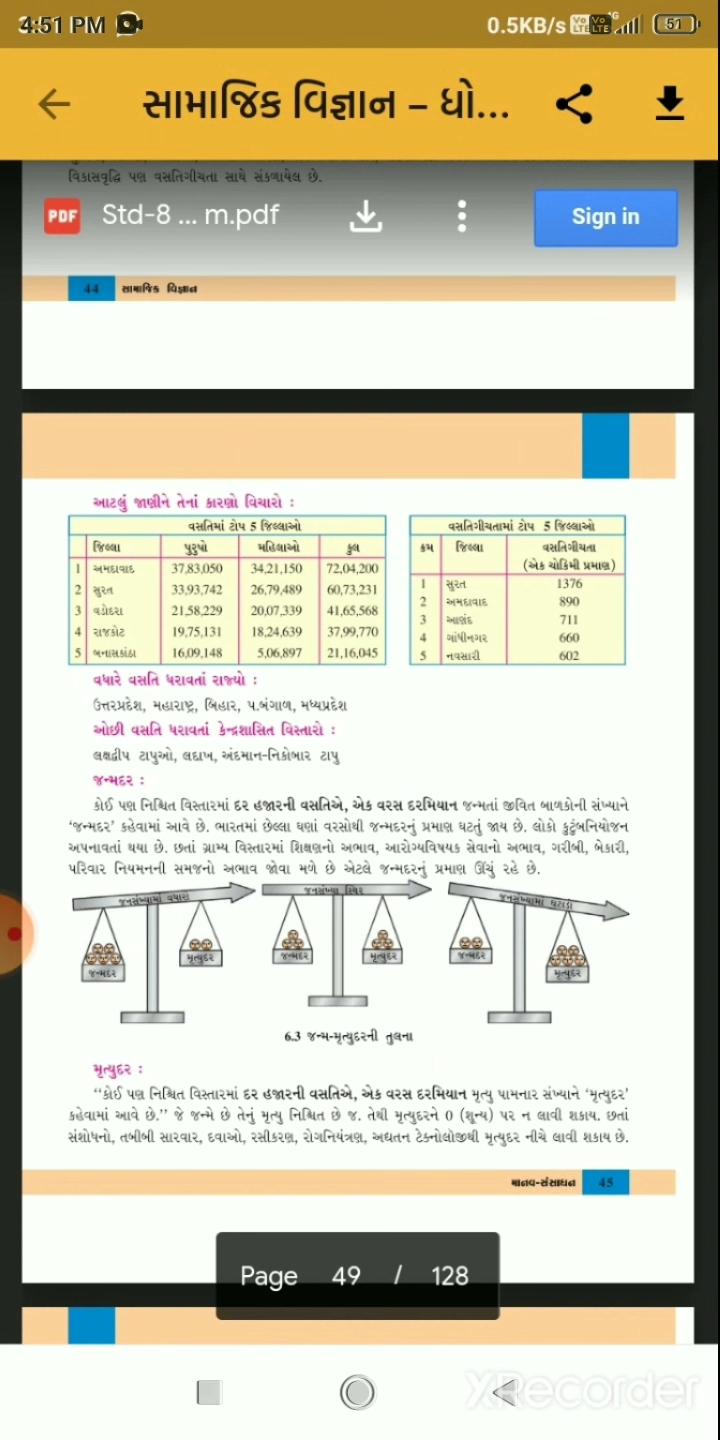 4:51 PM
0.5KB/s
4G
51
સામાજિક વિજ્ઞાન – ધો...
વિકાસવૃદ્ધિ પણ વસતિગીચતા સાથે સંકળાયેલ છે.
PDF Std-8 ... m.pdf
Sign in
44 સામાજિક વિજ્ઞાન
આટલું જાણીને તેનાં કારણો વિચારો :
વસતિમાં ટોપ 5 જિલ્લાઓ
જિલ્લા પુરુષો મહિલાઓ કુલ
1 અમદાવાદ 37,83,050 34,21,150 72,04,200
2 સુરત 33,93,742 26,79,489 60,73,231
3 વડોદરા 21,58,229 20,07,339 41,65,568
4 રાજકોટ 19,75,131 18,24,639 37,99,770
5 બનાસકાંઠા 16,09,148 5,06,897 21,16,045
વસતિગીચતામાં ટોપ 5 જિલ્લાઓ
ક્રમ જિલ્લા વસતિગીચતા
(એક ચોકિમી પ્રમાણ)
1 સુરત 1376
2 અમદાવાદ 890
3 આણંદ 711
4 ગાંધીનગર 660
5 નવસારી 602
વધારે વસતિ ધરાવતાં રાજ્યો :
ઉત્તરપ્રદેશ, મહારાષ્ટ્ર, બિહાર, પ.બંગાળ, મધ્યપ્રદેશ
ઓછી વસતિ ધરાવતાં કેન્દ્રશાસિત વિસ્તારો :
લક્ષદ્વીપ ટાપુઓ, લદાખ, અંદમાન-નિકોબાર ટાપુ
જન્મદર :
કોઈ પણ નિશ્ચિત વિસ્તારમાં દર હજારની વસતિએ, એક વરસ દરમિયાન જન્મતાં જીવિત બાળકોની સંખ્યાને
‘જન્મદર’ કહેવામાં આવે છે. ભારતમાં છેલ્લા ઘણાં વરસોથી જન્મદરનું પ્રમાણ ઘટતું જાય છે. લોકો કુટુંબનિયોજન
અપનાવતાં થયા છે. છતાં ગ્રામ્ય વિસ્તારમાં શિક્ષણનો અભાવ, આરોગ્યવિષયક સેવાનો અભાવ, ગરીબી, બેકારી,
પરિવાર નિયમનની સમજનો અભાવ જોવા મળે છે એટલે જન્મદરનું પ્રમાણ ઊંચું રહે છે.
જનસંખ્યામાં વધારો
જનસંખ્યા સ્થિર
જનસંખ્યામાં ઘટાડો
જન્મદર મૃત્યુદર જન્મદર મૃત્યુદર જન્મદર મૃત્યુદર
6.3 જન્મ-મૃત્યુદરની તુલના
મૃત્યુદર :
“કોઈ પણ નિશ્ચિત વિસ્તારમાં દર હજારની વસતિએ, એક વરસ દરમિયાન મૃત્યુ પામનાર સંખ્યાને ‘મૃત્યુદર’
કહેવામાં આવે છે.” જે જન્મે છે તેનું મૃત્યુ નિશ્ચિત છે જ. તેથી મૃત્યુદરને 0 (શૂન્ય) પર ન લાવી શકાય. છતાં
સંશોધનો, તબીબી સારવાર, દવાઓ, રસીકરણ, રોગનિયંત્રણ, અદ્યતન ટેક્નોલોજીથી મૃત્યુદર નીચે લાવી શકાય છે.
માનવ-સંસાધન 45
Page 49 / 128
XRecorder